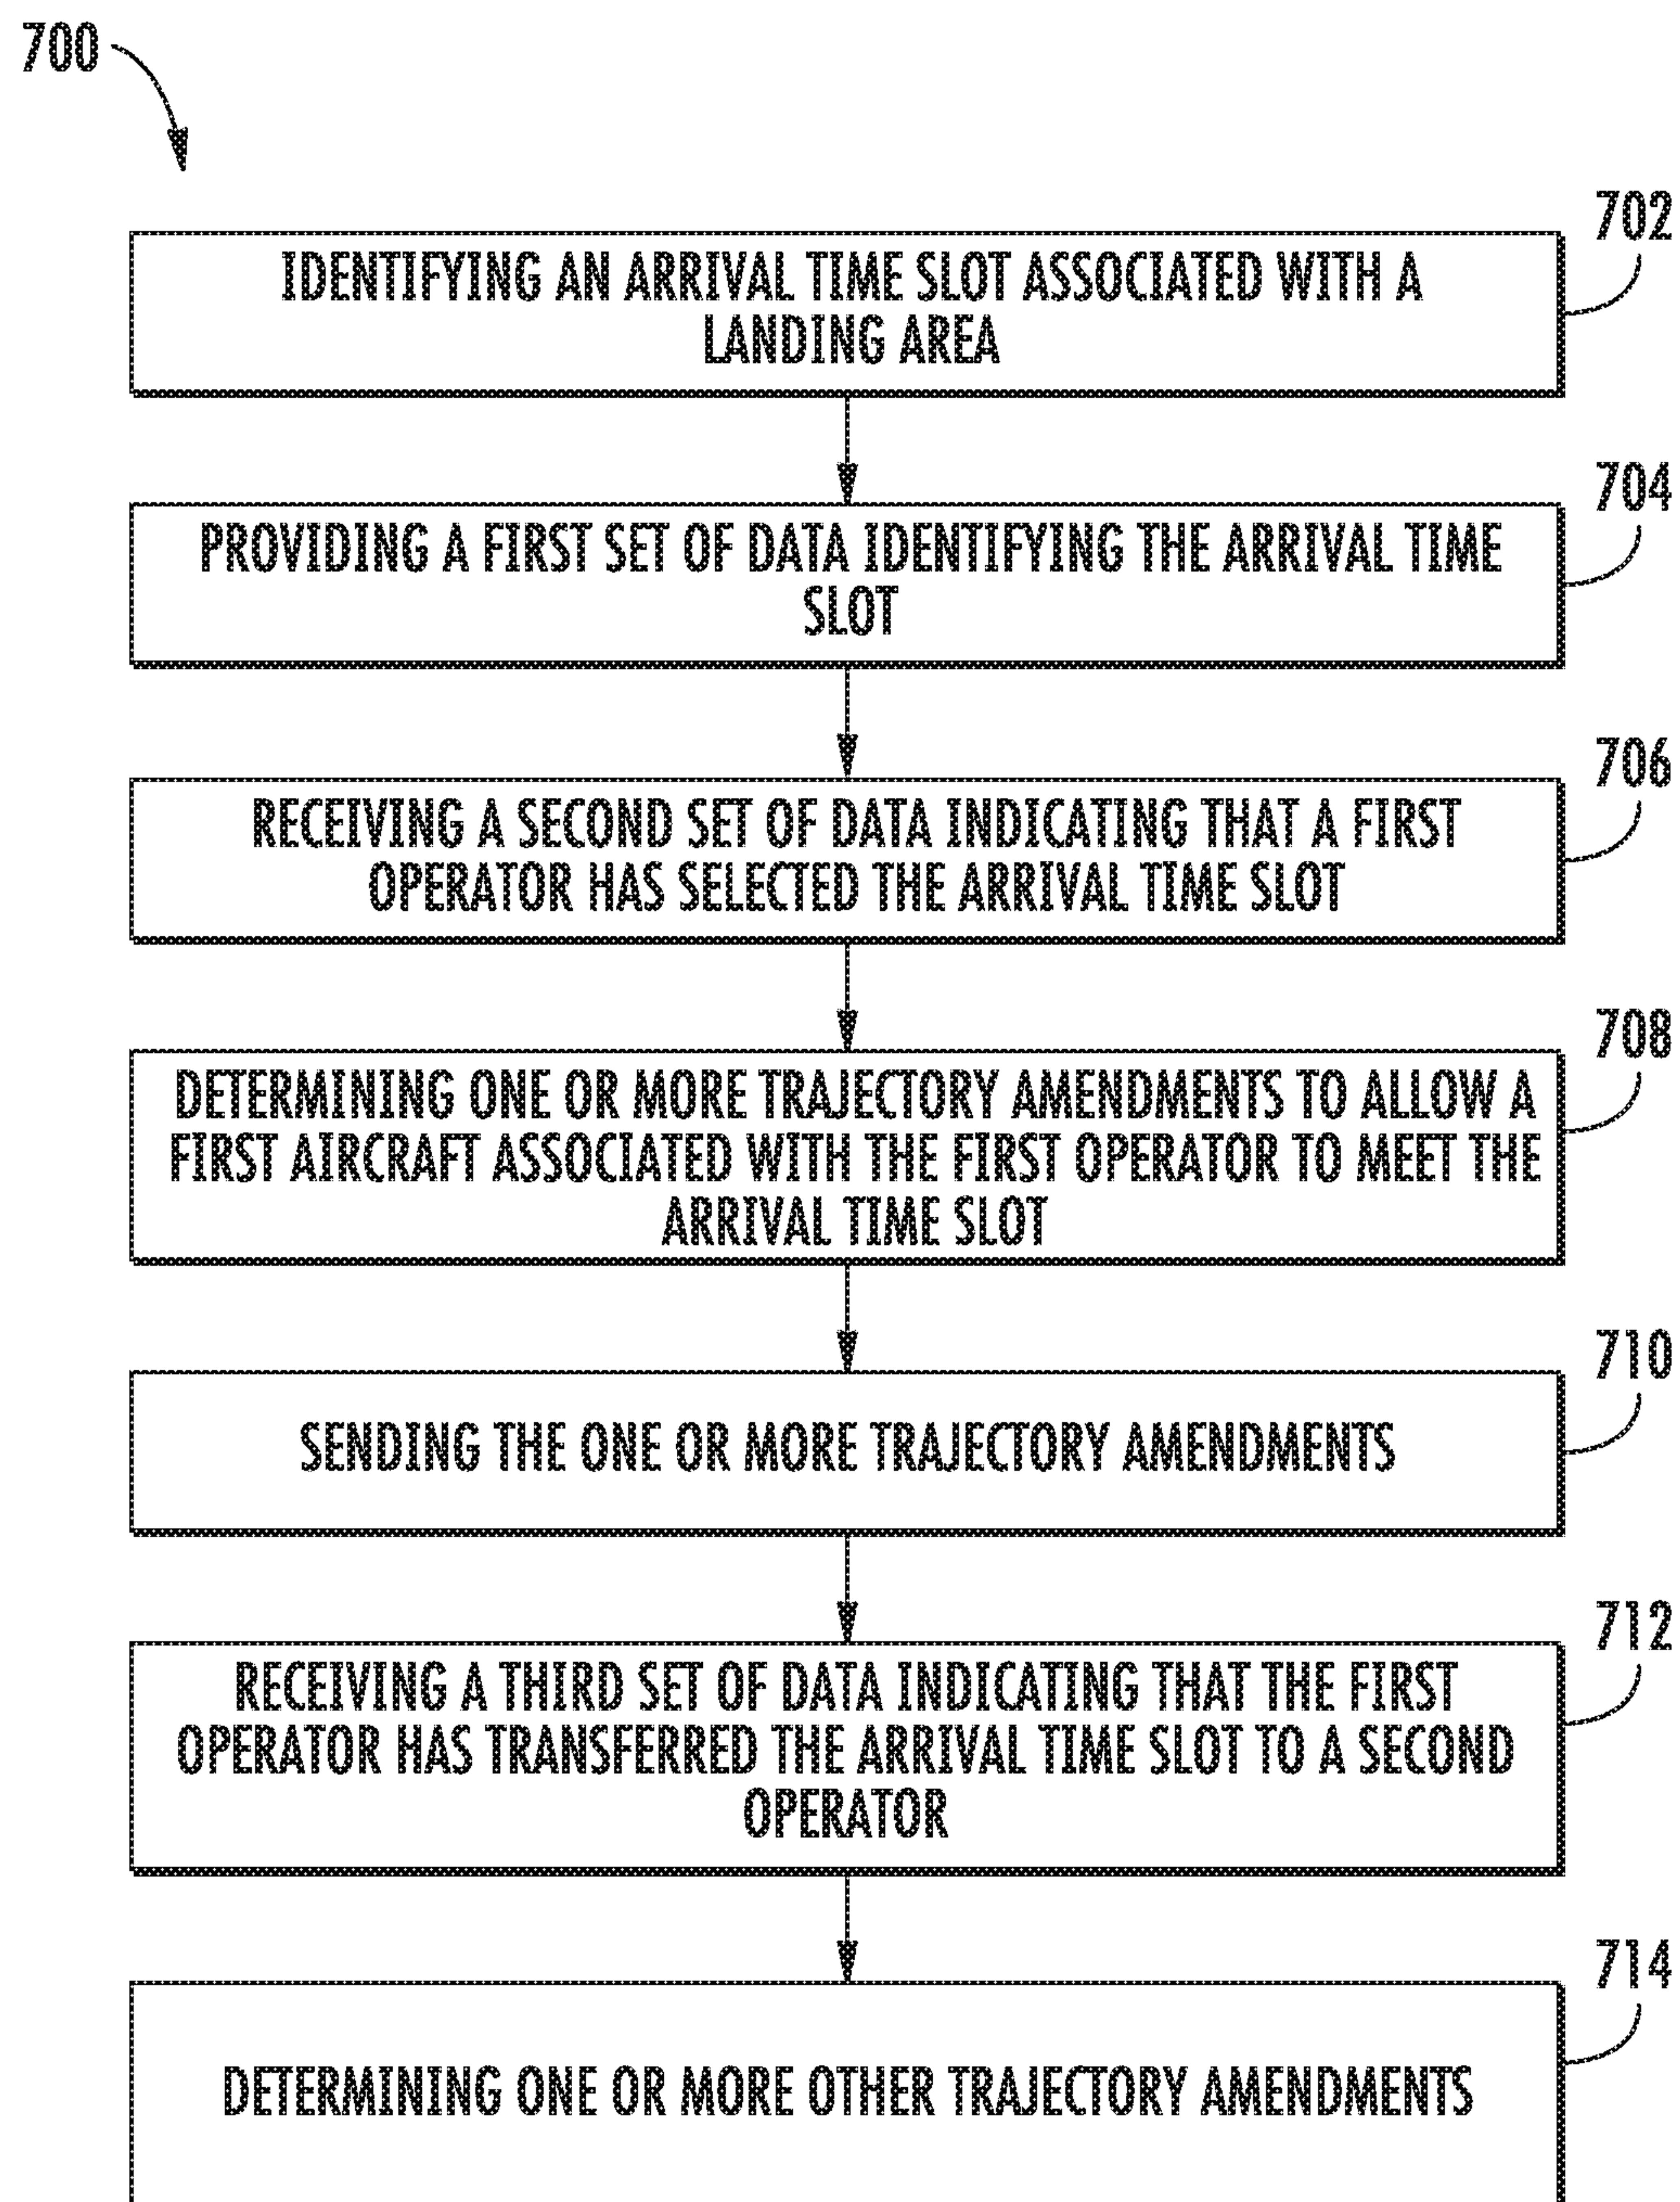 700
702
IDENTIFYING AN ARRIVAL TIME SLOT ASSOCIATED WITH A
LANDING AREA
704
PROVIDING A FIRST SET OF DATA IDENTIFYING THE ARRIVAL TIME
SLOT
706
RECEIVING A SECOND SET OF DATA INDICATING THAT A FIRST
OPERATOR HAS SELECTED THE ARRIVAL TIME SLOT
708
DETERMINING ONE OR MORE TRAJECTORY AMENDMENTS TO ALLOW A
FIRST AIRCRAFT ASSOCIATED WITH THE FIRST OPERATOR TO MEET THE
ARRIVAL TIME SLOT
710
SENDING THE ONE OR MORE TRAJECTORY AMENDMENTS
712
RECEIVING A THIRD SET OF DATA INDICATING THAT THE FIRST
OPERATOR HAS TRANSFERRED THE ARRIVAL TIME SLOT TO A SECOND
OPERATOR
714
DETERMINING ONE OR MORE OTHER TRAJECTORY AMENDMENTS